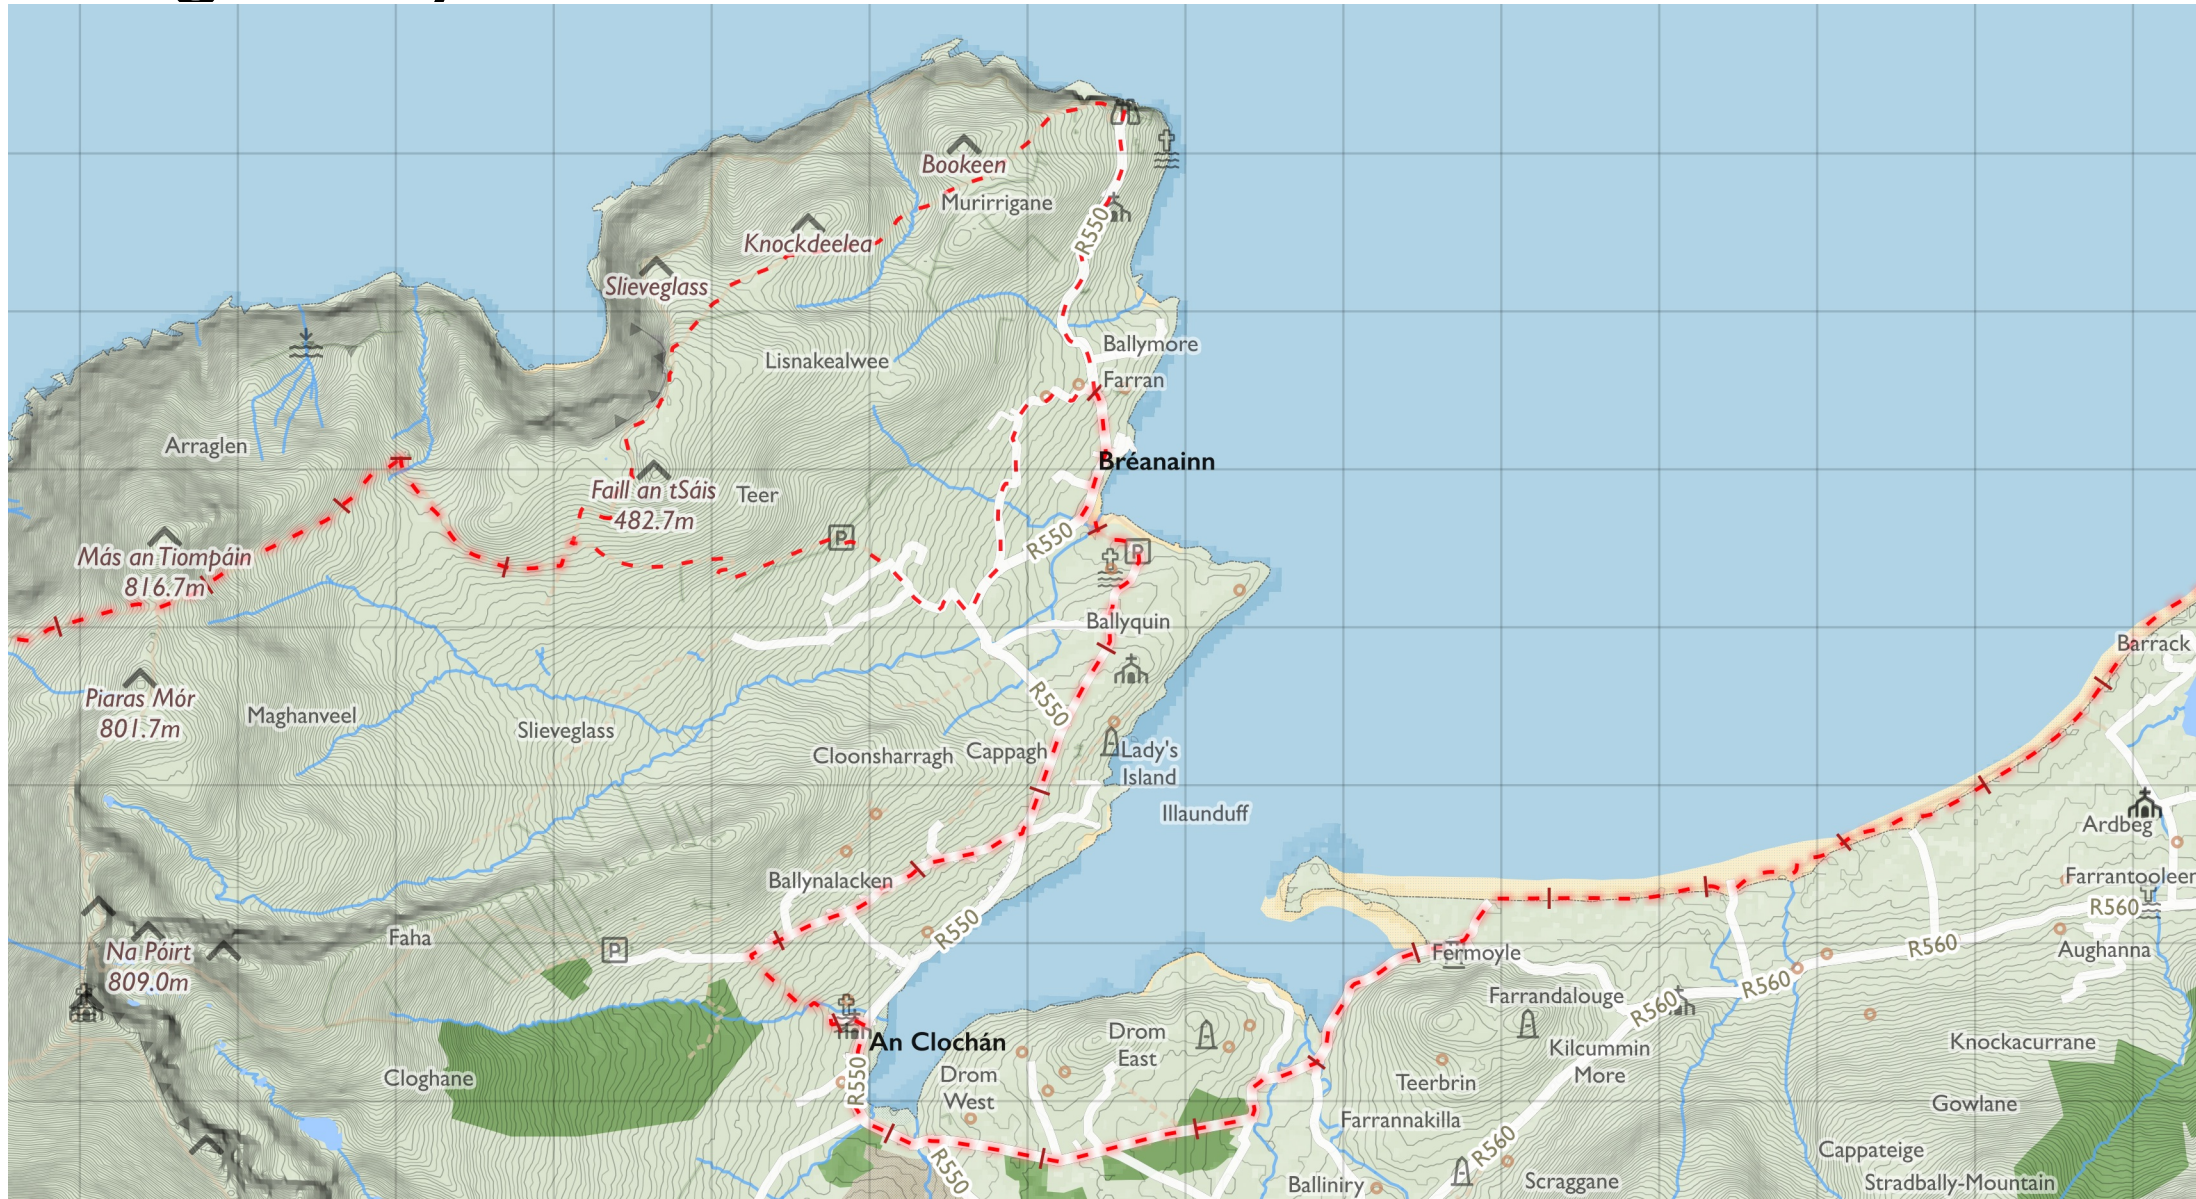 Bookeen
Murirrigane
R550
Knockdeelea
Slieveglass
Ballymore
Lisnakealwee
Farran
Arraglen
Bréanainn
Faill an tSáis
482.7m
Teer
R550
P
P
Más an Tiompáin
816.7m
Ballyquin
Barrack
Piaras Mór
801.7m
R550
Maghanveel
Slieveglass
Cloonsharragh
Cappagh
Lady's
Island
Illaunduff
Ardbeg
Ballynalacken
Farrantooleen
R560
R550
Faha
P
R560
Aughanna
Fermoyle
Na Póirt
809.0m
R560
Farrandalouge
R560
An Clochán
Drom
East
Kilcummin
More
Knockacurrane
Cloghane
R550
Drom
West
Teerbrin
Gowlane
Farrannakilla
R560
Cappateige
R550
Balliniry
Scraggane
Stradbally-Mountain